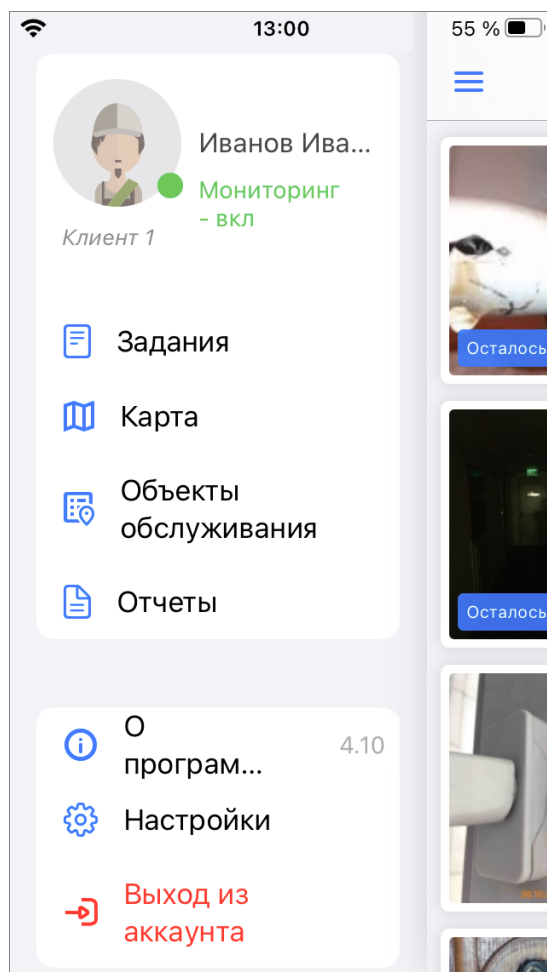 13:00
55 %
Иванов Ива...
Мониторинг
- вкл
Клиент 1
Задания
Карта
Объекты
обслуживания
Отчеты
О
програм...
4.10
Настройки
Выход из
аккаунта
Осталось
Осталось